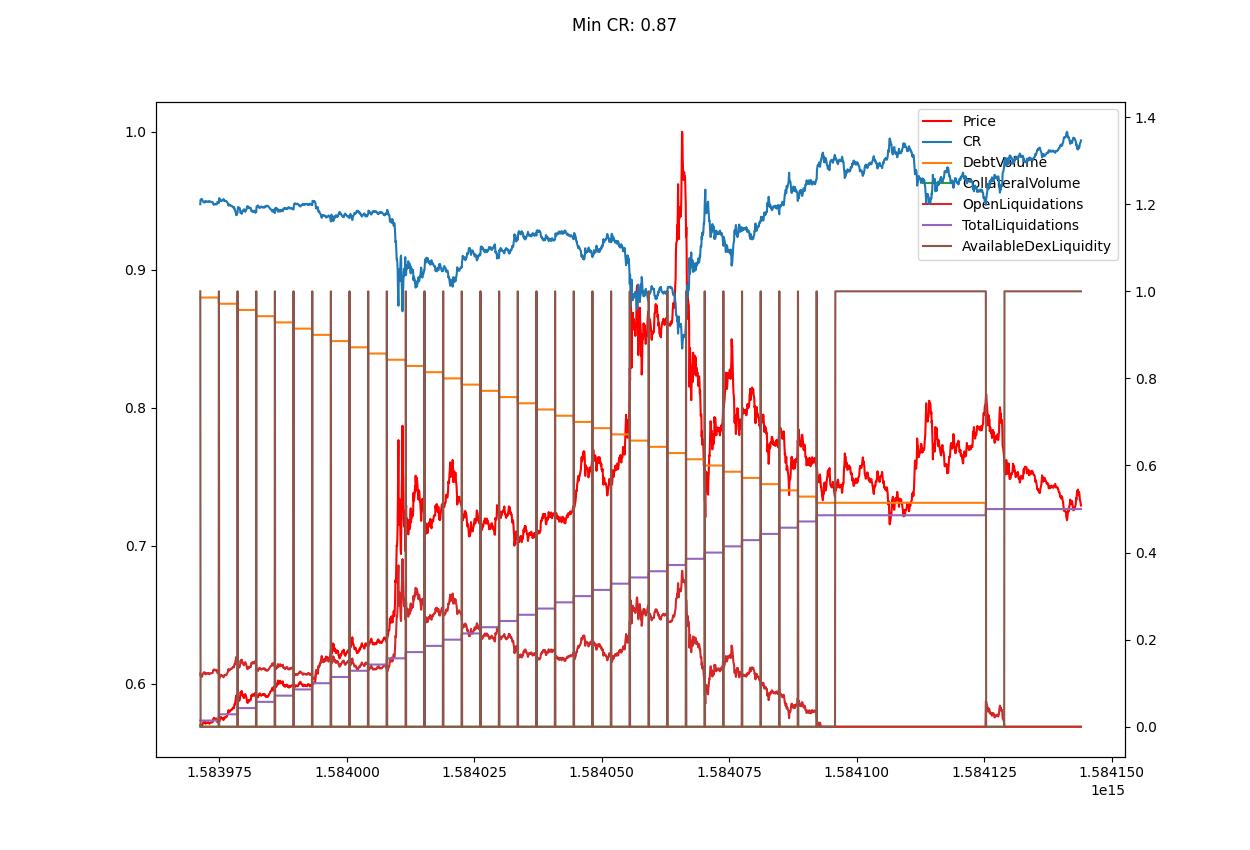 Min CR: 0.87
1.0
0.9
0.8
0.7
0.6
1.4
1.2
1.0
0.8
0.6
0.4
0.2
0.0
Price
CR
DebtVolume
CollateralVolume
OpenLiquidations
TotalLiquidations
AvailableDexLiquidity
1.583975
1.584000
1.584025
1.584050
1.584075
1.584100
1.584125
1.584150
1e15